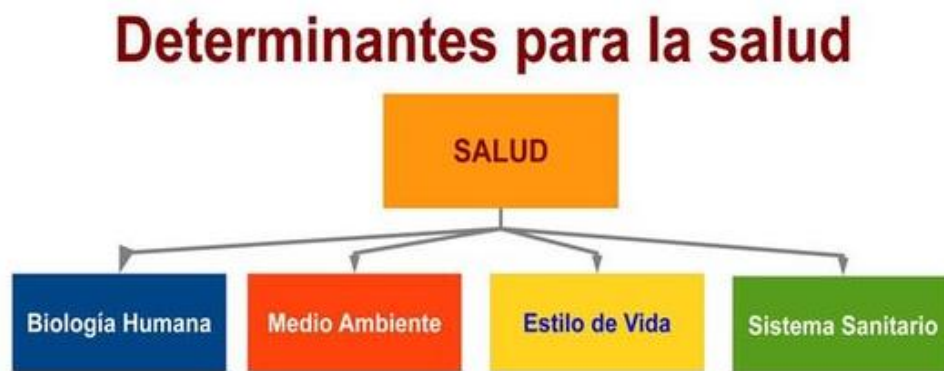 Determinantes para la salud
SALUD
Biología Humana
Medio Ambiente
Estilo de Vida
Sistema Sanitario